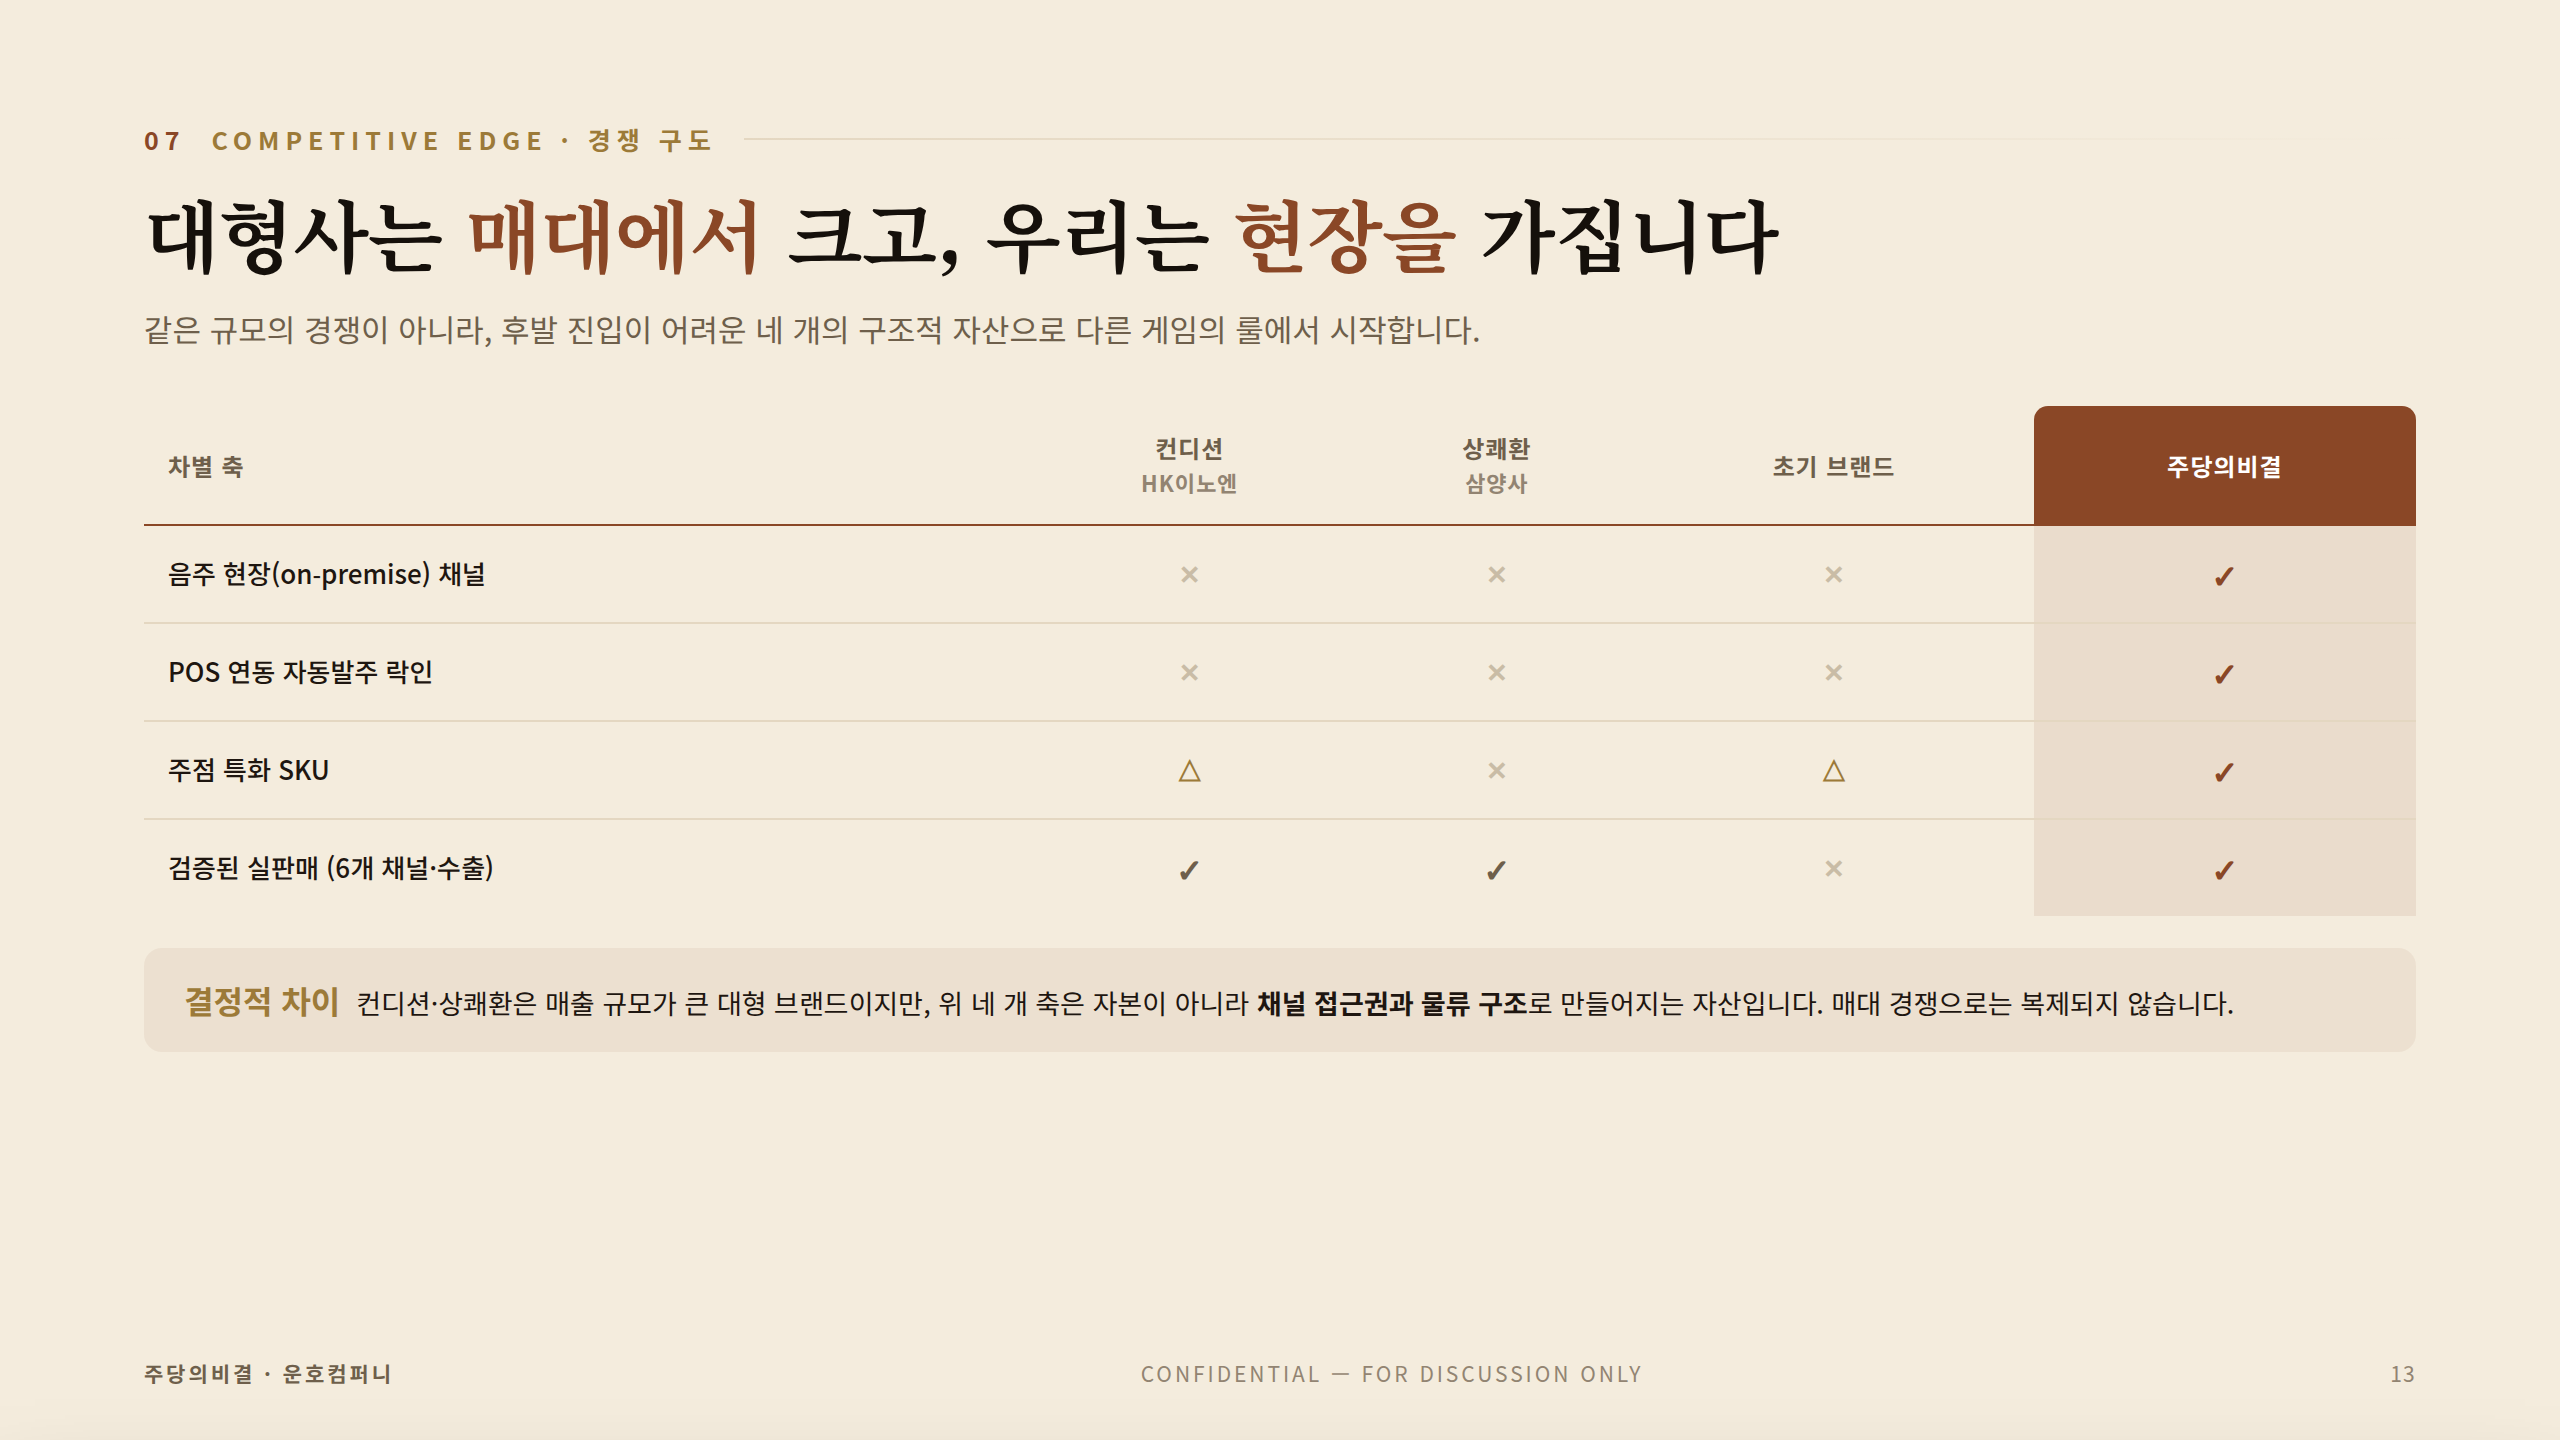 07 COMPETITIVE EDGE · 경쟁 구도
대형사는 매대에서 크고, 우리는 현장을 가집니다
같은 규모의 경쟁이 아니라, 후발 진입이 어려운 네 개의 구조적 자산으로 다른 게임의 룰에서 시작합니다.
차별 축 컨디션 상쾌환 초기 브랜드 주당의비결
HK이노엔 삼양사
음주 현장(on-premise) 채널 × × × ✓
POS 연동 자동발주 락인 × × × ✓
주점 특화 SKU △ × △ ✓
검증된 실판매 (6개 채널·수출) ✓ ✓ × ✓
결정적 차이 컨디션·상쾌환은 매출 규모가 큰 대형 브랜드이지만, 위 네 개 축은 자본이 아니라 채널 접근권과 물류 구조로 만들어지는 자산입니다. 매대 경쟁으로는 복제되지 않습니다.
주당의비결 · 운호컴퍼니 CONFIDENTIAL — FOR DISCUSSION ONLY 13